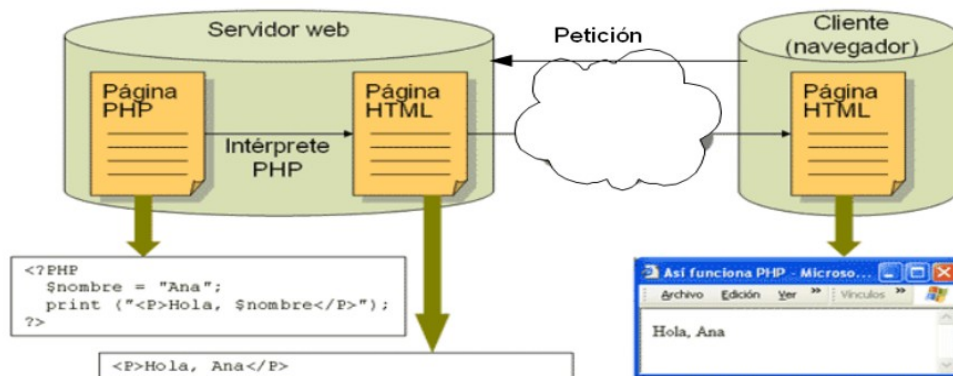 Servidor web
Petición
Cliente
(navegador)
Página
PHP
Intérprete
PHP
Página
HTML
Página
HTML
<?PHP
$nombre = "Ana";
print ("<P>Hola, $nombre</P>");
?>
<P>Hola, Ana</P>
Así funciona PHP - Microso...
Archivo Edición Ver » Vínculos »
Hola, Ana